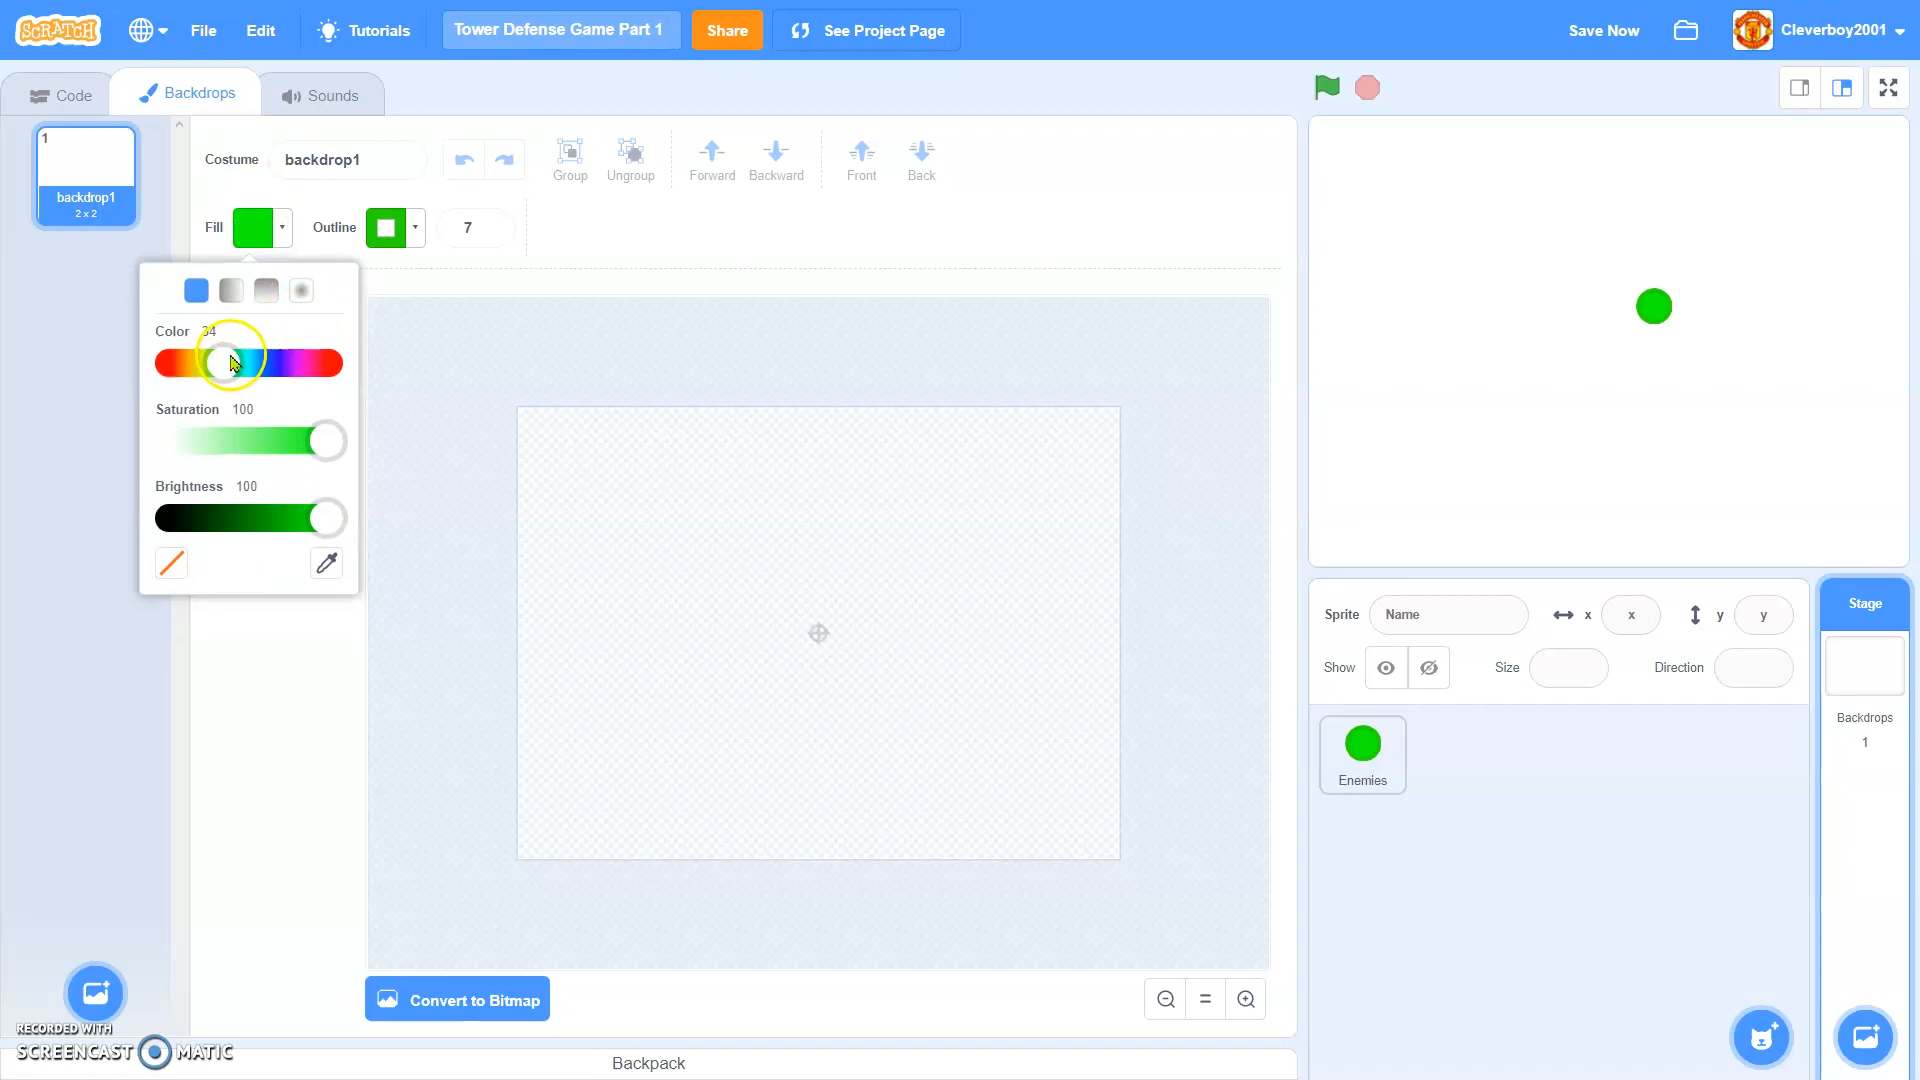 SCRATCH File Edit Tutorials Tower Defense Game Part 1 Share See Project Page Save Now Cleverboy2001
Code Backdrops Sounds
1
backdrop1
2 x 2
Costume backdrop1 Group Ungroup Forward Backward Front Back
Fill Outline 7
Color 34
Saturation 100
Brightness 100
Convert to Bitmap
Backpack
Sprite Name x x y y
Show Size Direction
Enemies
Stage
Backdrops
1
RECORDED WITH
SCREENCAST MATIC